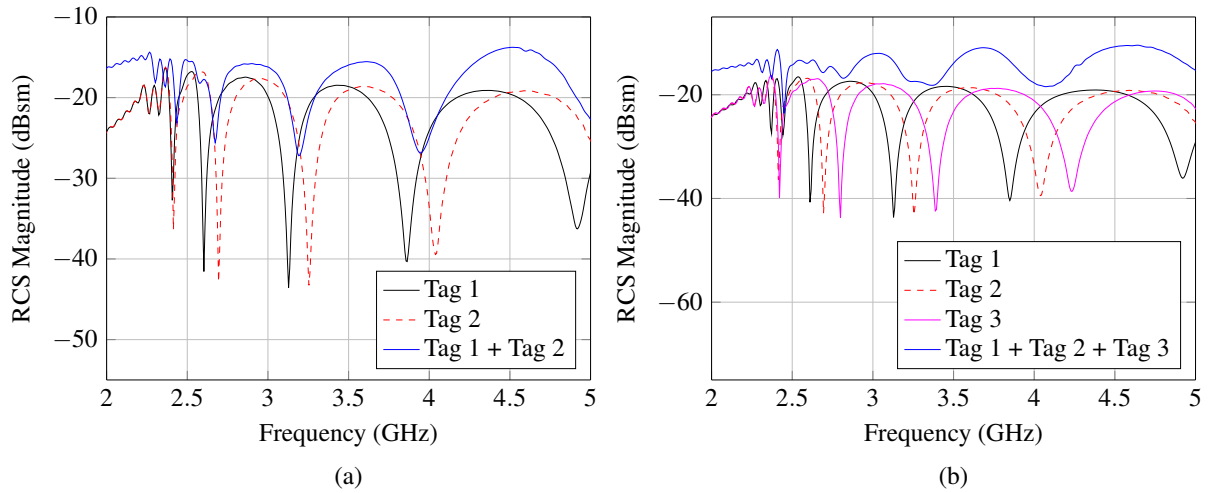 −10
−20
−30
−40
−50
RCS Magnitude (dBsm)
Tag 1
Tag 2
Tag 1 + Tag 2
2 2.5 3 3.5 4 4.5 5
Frequency (GHz)
(a)
−20
−40
−60
RCS Magnitude (dBsm)
Tag 1
Tag 2
Tag 3
Tag 1 + Tag 2 + Tag 3
2 2.5 3 3.5 4 4.5 5
Frequency (GHz)
(b)